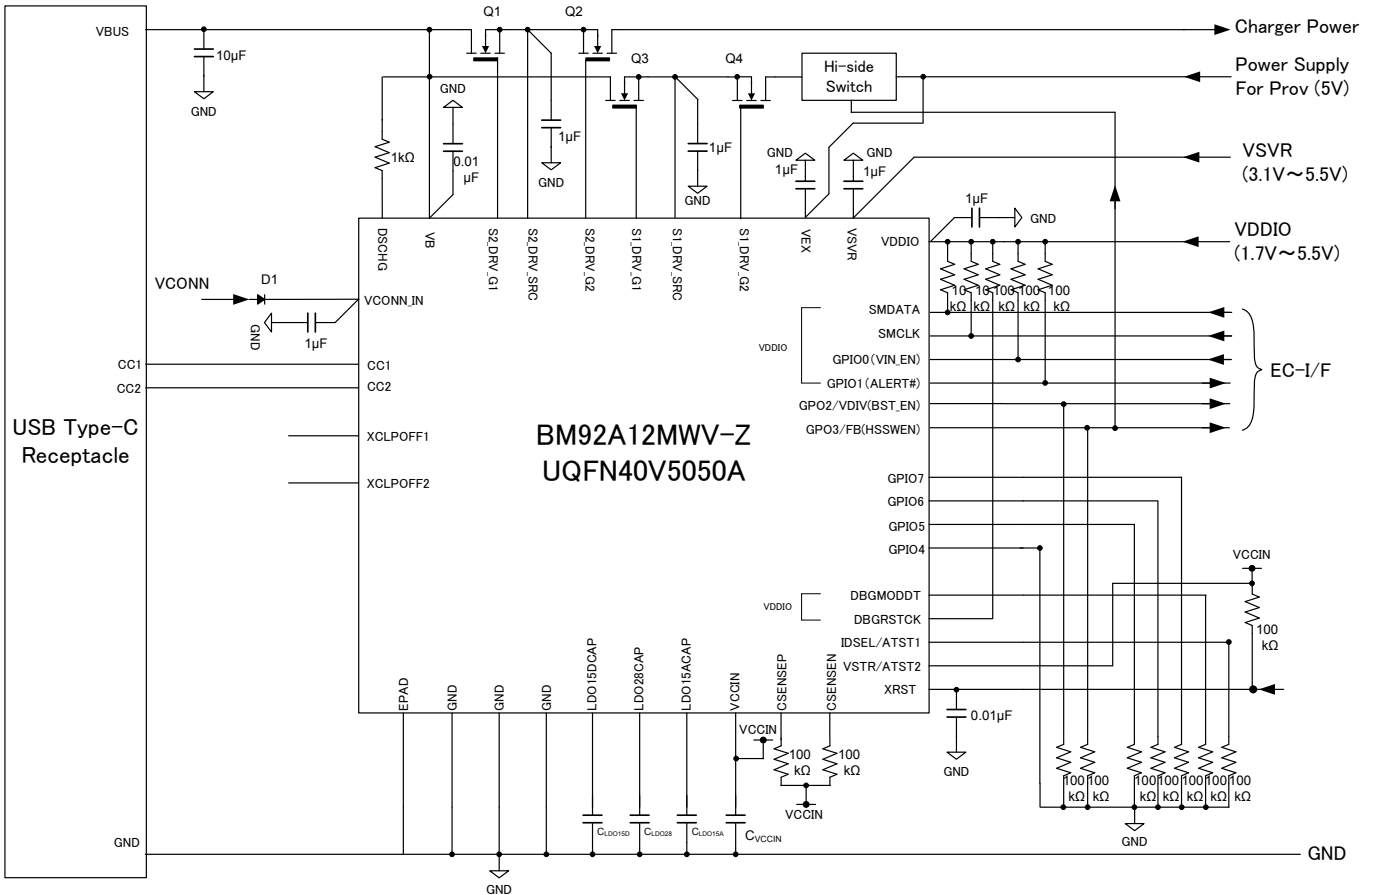 Q1
Q2
Charger Power
VBUS
10μF
GND
Q3
Q4
Hi-side
Switch
Power Supply
For Prov (5V)
GND
1kΩ
0.01
μF
1μF
GND
1μF
GND
GND
1μF
GND
1μF
VSVR
(3.1V～5.5V)
1μF
GND
VDDIO
(1.7V～5.5V)
DSCHG
VB
S2_DRV_G1
S2_DRV_SRC
S2_DRV_G2
S1_DRV_G1
S1_DRV_SRC
S1_DRV_G2
VEX
VSVR
VDDIO
VCONN
D1
VCONN_IN
GND
1μF
10
kΩ
10
kΩ
100
kΩ
100
kΩ
100
kΩ
SMDATA
SMCLK
VDDIO
GPIO0(VIN_EN)
GPIO1(ALERT#)
GPO2/VDIV(BST_EN)
GPO3/FB(HSSWEN)
EC-I/F
CC1
CC1
CC2
CC2
USB Type-C
Receptacle
XCLPOFF1
XCLPOFF2
BM92A12MWV-Z
UQFN40V5050A
GPIO7
GPIO6
GPIO5
GPIO4
VCCIN
VDDIO
DBGMODDT
DBGRSTCK
IDSEL/ATST1
VSTR/ATST2
XRST
100
kΩ
EPAD
GND
GND
GND
LDO15DCAP
LDO28CAP
LDO15ACAP
VCCIN
CSENSEP
CSENSEN
0.01μF
GND
VCCIN
100
kΩ
100
kΩ
VCCIN
100
kΩ
100
kΩ
100
kΩ
100
kΩ
100
kΩ
100
kΩ
100
kΩ
GND
CLDO15D
CLDO28
CLDO15A
CVCCIN
GND
GND
GND